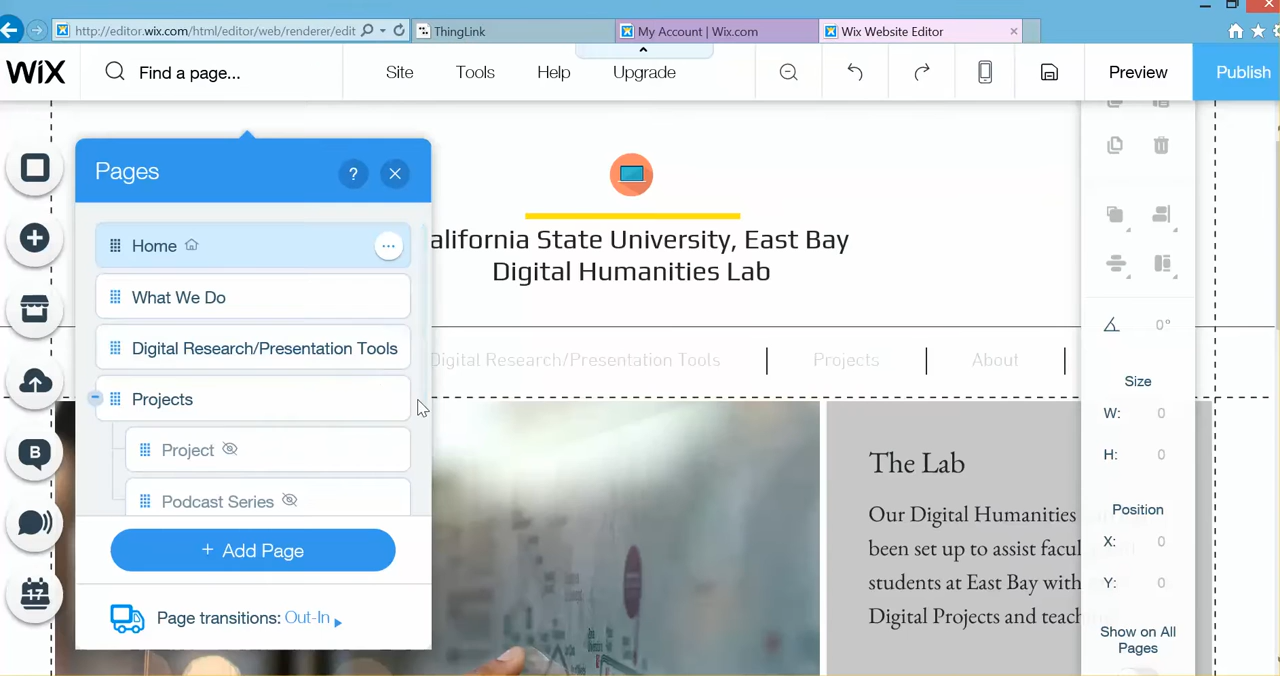 http://editor.wix.com/html/editor/web/renderer/edit
ThingLink
My Account | Wix.com
Wix Website Editor
WiX
Find a page...
Site
Tools
Help
Upgrade
Preview
Publish
Pages
?
Home
What We Do
Digital Research/Presentation Tools
Projects
Project
Podcast Series
+ Add Page
Page transitions: Out-In
B
17
alifornia State University, East Bay
Digital Humanities Lab
Digital Research/Presentation Tools
Projects
About
The Lab
Our Digital Humanities
been set up to assist facul
students at East Bay with
Digital Projects and teach
0°
Size
W: 0
H: 0
Position
X: 0
Y: 0
Show on All
Pages